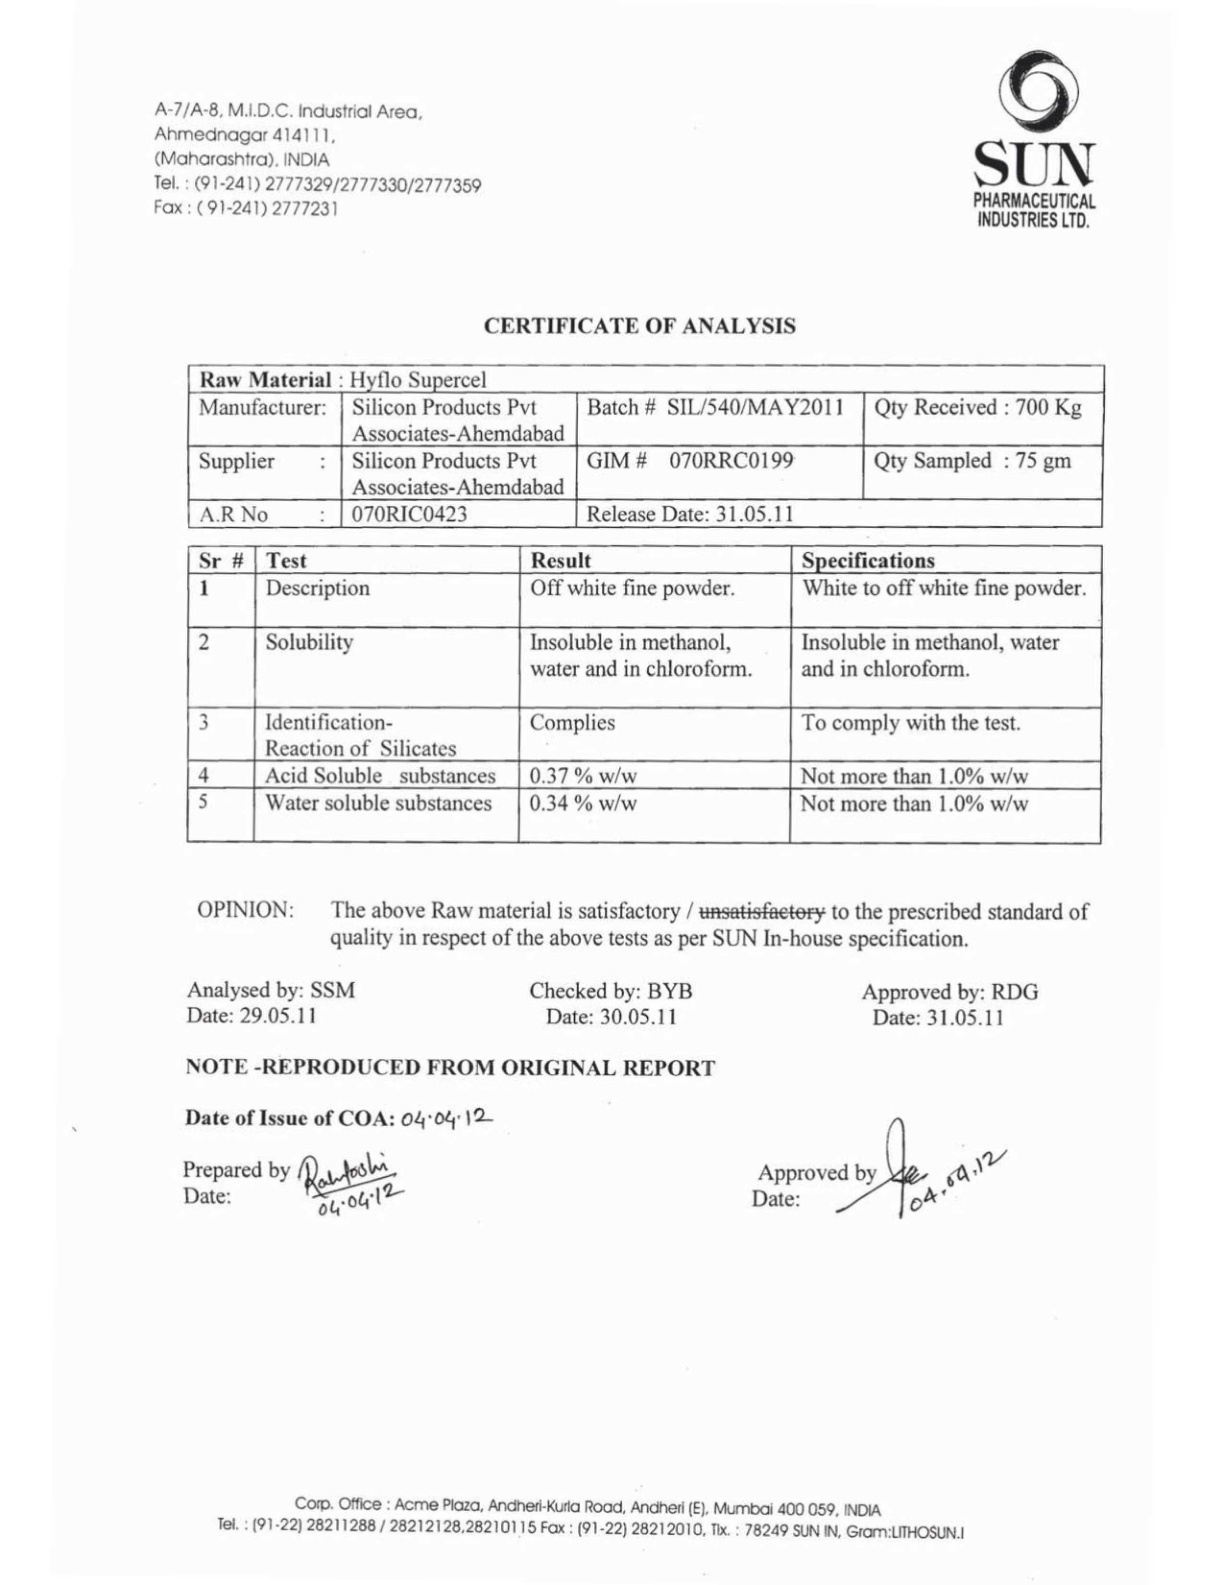 A-7/A-8, M.I.D.C. Industrial Area,
Ahmednagar 414111,
(Maharashtra). INDIA
Tel. : (91-241) 2777329/2777330/2777359
Fax : ( 91-241) 2777231
SUN
PHARMACEUTICAL
INDUSTRIES LTD.
CERTIFICATE OF ANALYSIS
Raw Material : Hyflo Supercel
Manufacturer: Silicon Products Pvt Associates-Ahemdabad Batch # SIL/540/MAY2011 Qty Received : 700 Kg
Supplier : Silicon Products Pvt Associates-Ahemdabad GIM # 070RRC0199 Qty Sampled : 75 gm
A.R No : 070RIC0423 Release Date: 31.05.11
Sr # Test Result Specifications
1 Description Off white fine powder. White to off white fine powder.
2 Solubility Insoluble in methanol, water and in chloroform. Insoluble in methanol, water and in chloroform.
3 Identification- Reaction of Silicates Complies To comply with the test.
4 Acid Soluble substances 0.37 % w/w Not more than 1.0% w/w
5 Water soluble substances 0.34 % w/w Not more than 1.0% w/w
OPINION: The above Raw material is satisfactory / unsatisfactory to the prescribed standard of
quality in respect of the above tests as per SUN In-house specification.
Analysed by: SSM Checked by: BYB Approved by: RDG
Date: 29.05.11 Date: 30.05.11 Date: 31.05.11
NOTE -REPRODUCED FROM ORIGINAL REPORT
Date of Issue of COA: 04.04.12
Prepared by Approved by
Date: 04.04.12 Date: 04.04.12
Corp. Office : Acme Plaza, Andheri-Kurla Road, Andheri (E), Mumbai 400 059, INDIA
Tel. : (91-22) 28211288 / 28212128,28210115 Fax : (91-22) 28212010, Tlx. : 78249 SUN IN, Gram:LITHOSUN.I